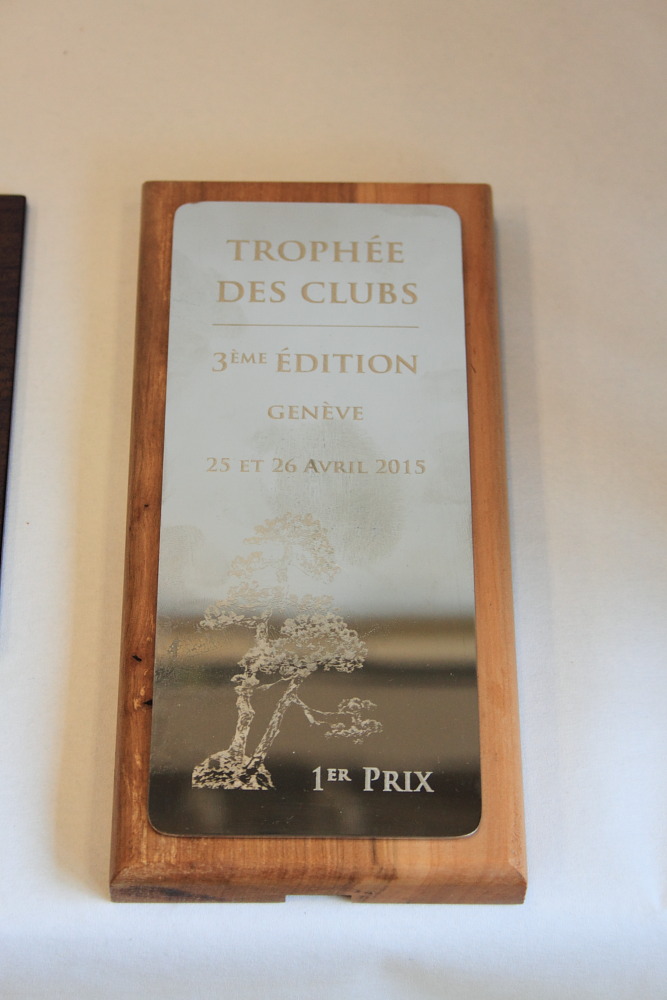 TROPHÉE
DES CLUBS
3ÈME ÉDITION
GENÈVE
25 ET 26 AVRIL 2015
1ER PRIX